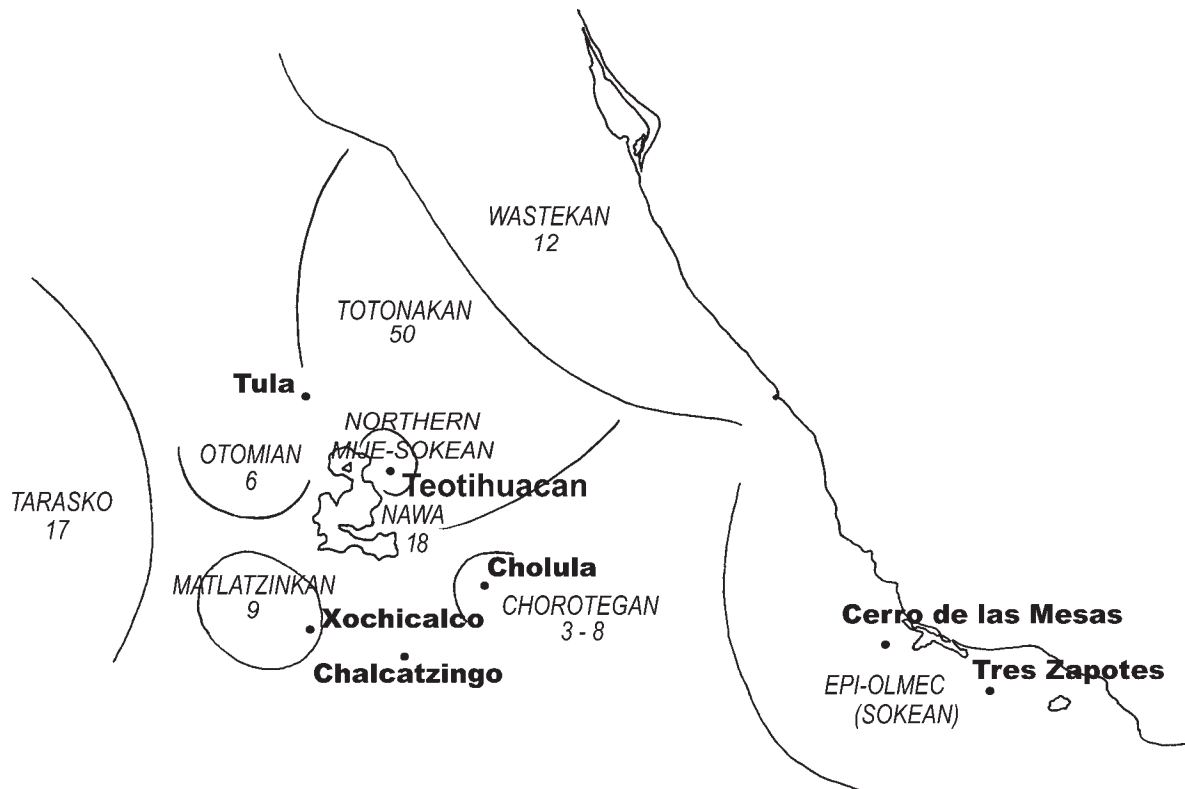 WASTEKAN
12
TOTONAKAN
50
Tula
NORTHERN
MIJE-SOKEAN
OTOMIAN
6
Teotihuacan
TARASKO
17
NAWA
18
Cholula
MATLATZINKAN
9
CHOROTEGAN
3 - 8
Xochicalco
Chalcatzingo
Cerro de las Mesas
Tres Zapotes
EPI-OLMEC
(SOKEAN)